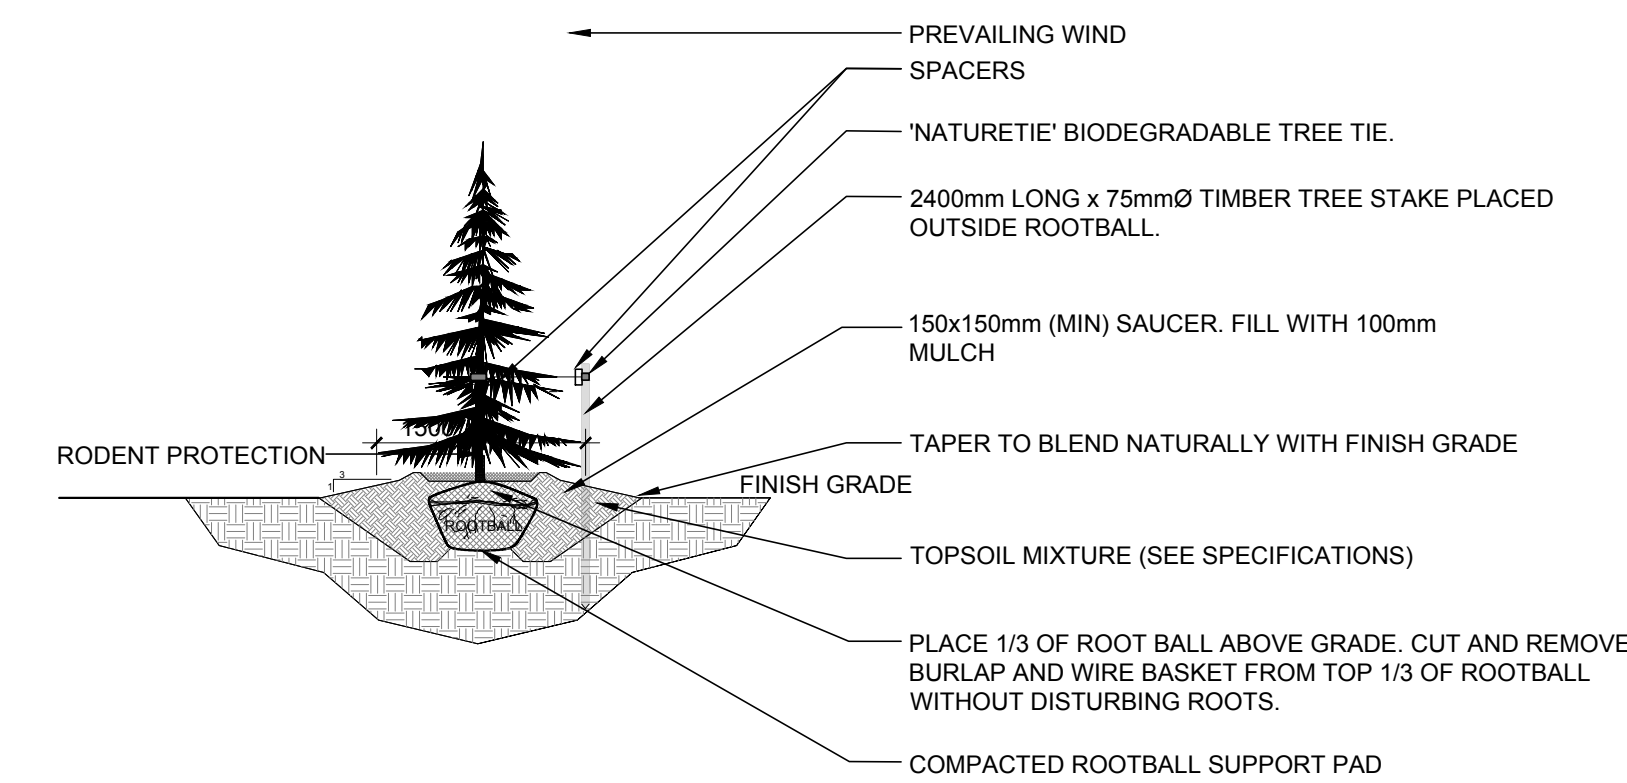 PREVAILING WIND
SPACERS
'NATURETIE' BIODEGRADABLE TREE TIE.
2400mm LONG x 75mmØ TIMBER TREE STAKE PLACED
OUTSIDE ROOTBALL.
150x150mm (MIN) SAUCER. FILL WITH 100mm
MULCH
1500
TAPER TO BLEND NATURALLY WITH FINISH GRADE
RODENT PROTECTION
3
1
FINISH GRADE
ROOTBALL
TOPSOIL MIXTURE (SEE SPECIFICATIONS)
PLACE 1/3 OF ROOT BALL ABOVE GRADE. CUT AND REMOVE
BURLAP AND WIRE BASKET FROM TOP 1/3 OF ROOTBALL
WITHOUT DISTURBING ROOTS.
COMPACTED ROOTBALL SUPPORT PAD